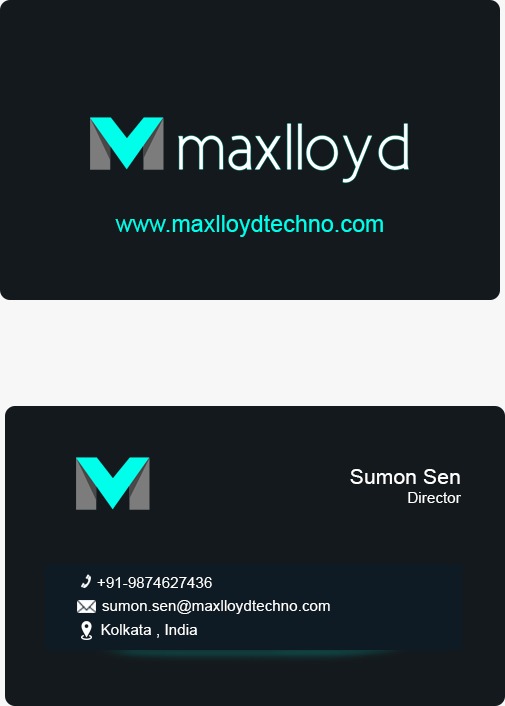 maxlloyd
www.maxlloydtechno.com
Sumon Sen
Director
+91-9874627436
sumon.sen@maxlloydtechno.com
Kolkata , India